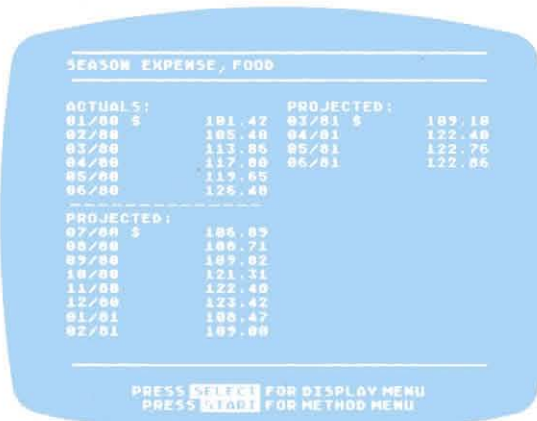 SEASON EXPENSE, FOOD
ACTUALS:
01/80 $ 101.42
02/80 105.40
03/80 113.86
04/80 117.80
05/80 119.65
06/80 126.40
PROJECTED:
07/80 $ 106.89
08/80 108.71
09/80 109.82
10/80 121.31
11/80 122.40
12/80 123.42
01/81 108.47
02/81 109.00
PROJECTED:
03/81 $ 109.10
04/81 122.40
05/81 122.76
06/81 122.86
PRESS SELECT FOR DISPLAY MENU
PRESS START FOR METHOD MENU